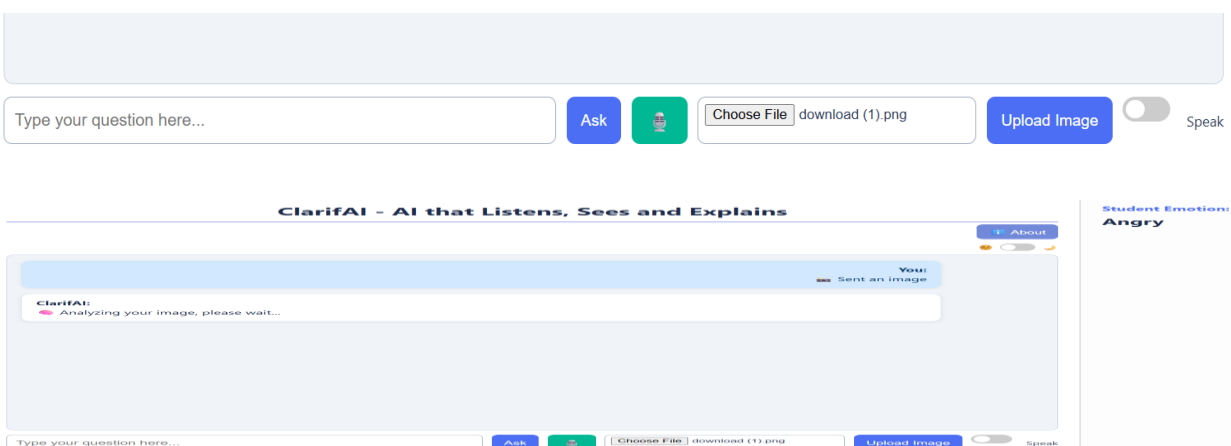 Type your question here... Ask Choose File download (1).png Upload Image Speak
ClarifAI - AI that Listens, Sees and Explains
Student Emotion:
Angry
About
You:
Sent an image
ClarifAI:
Analyzing your image, please wait...
Type your question here... Ask Choose File download (1).png Upload Image Speak